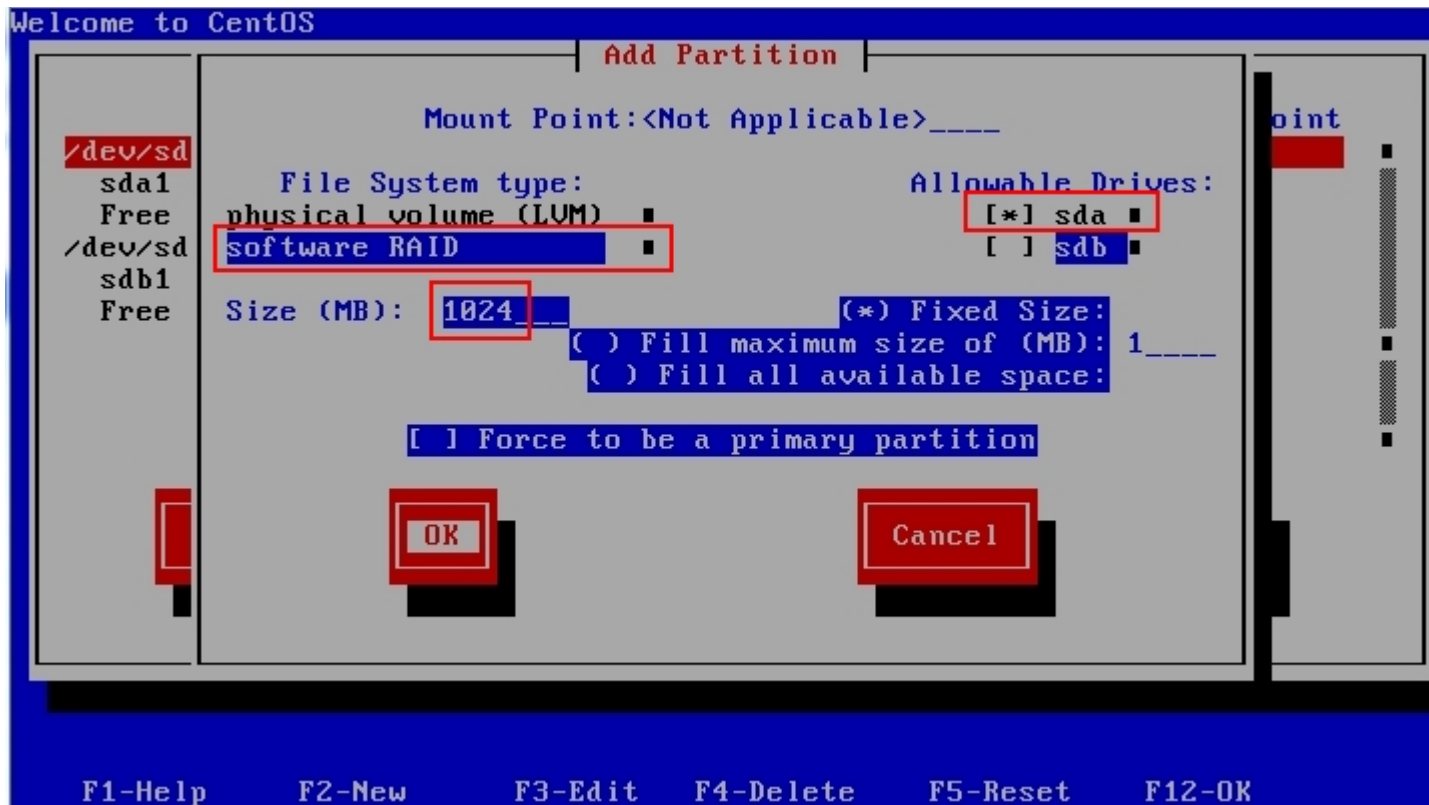 Welcome to CentOS
Add Partition
Mount Point:<Not Applicable>____
oint
/dev/sd
sda1 File System type: Allowable Drives:
Free physical volume (LVM) [*] sda
/dev/sd software RAID [ ] sdb
sdb1
Free Size (MB): 1024___ (*) Fixed Size:
( ) Fill maximum size of (MB): 1____
( ) Fill all available space:
[ ] Force to be a primary partition
OK Cancel
F1-Help F2-New F3-Edit F4-Delete F5-Reset F12-OK